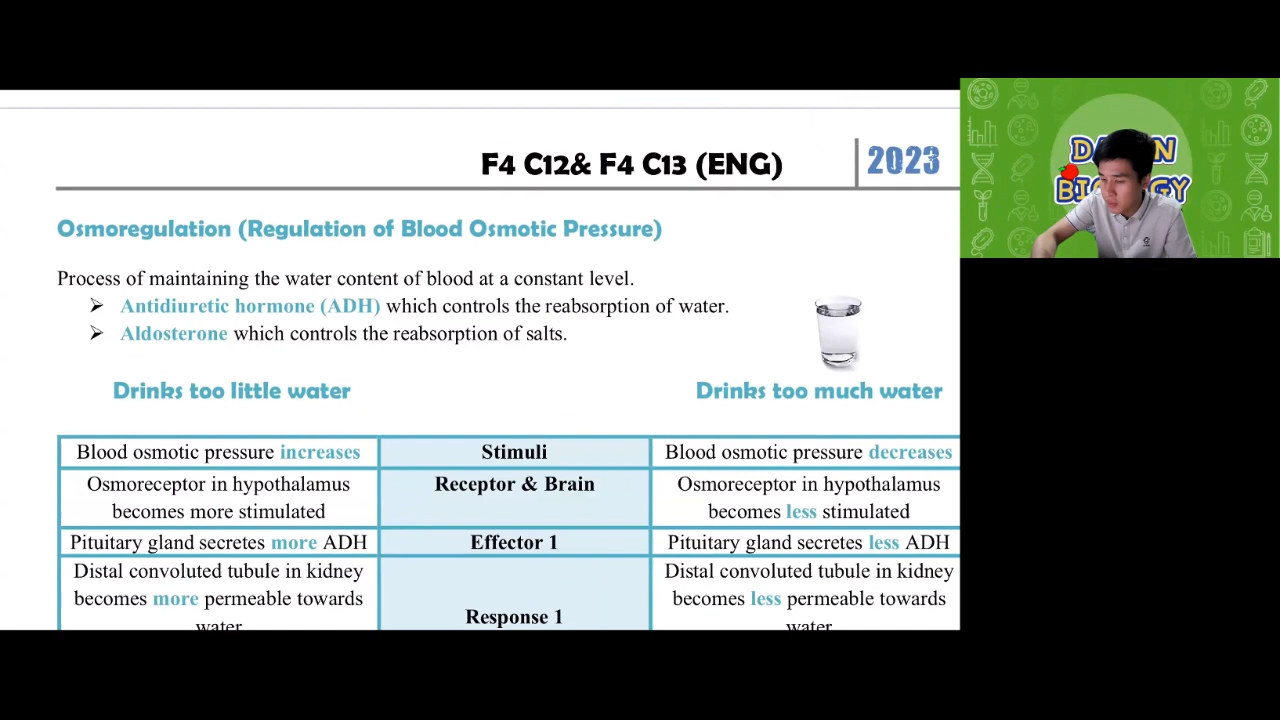 F4 C12& F4 C13 (ENG)
2023
Osmoregulation (Regulation of Blood Osmotic Pressure)
Process of maintaining the water content of blood at a constant level.
➢ Antidiuretic hormone (ADH) which controls the reabsorption of water.
➢ Aldosterone which controls the reabsorption of salts.
Drinks too little water
Drinks too much water
Blood osmotic pressure increases
Stimuli
Blood osmotic pressure decreases
Osmoreceptor in hypothalamus
becomes more stimulated
Receptor & Brain
Osmoreceptor in hypothalamus
becomes less stimulated
Pituitary gland secretes more ADH
Effector 1
Pituitary gland secretes less ADH
Distal convoluted tubule in kidney
becomes more permeable towards
water
Response 1
Distal convoluted tubule in kidney
becomes less permeable towards
water